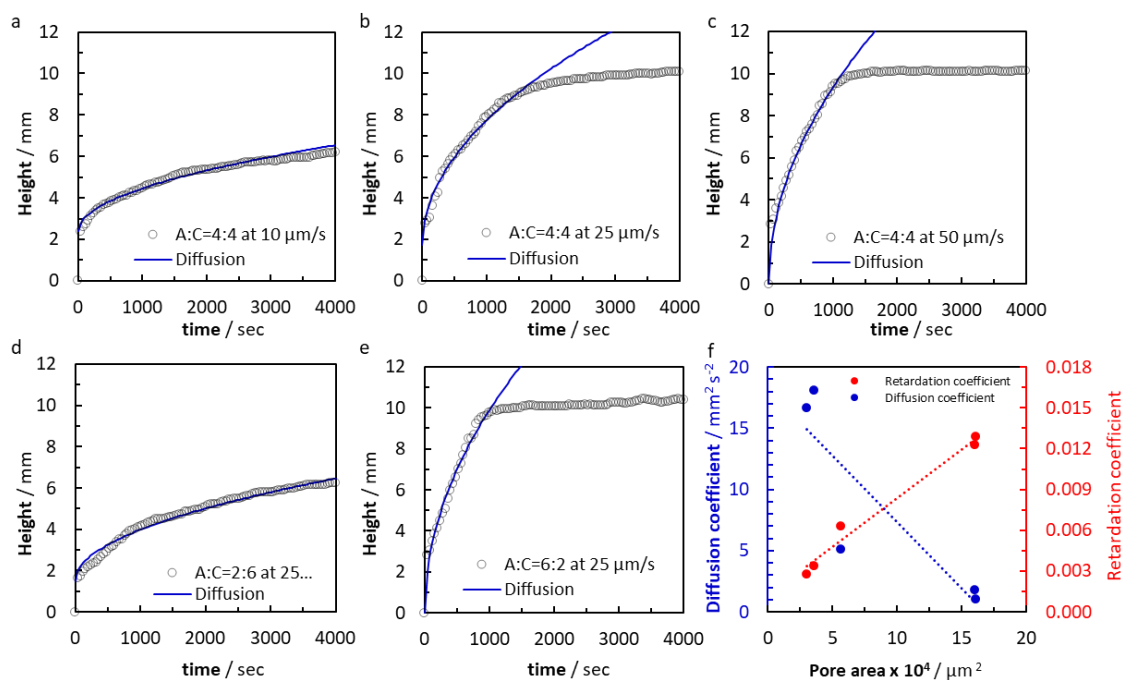 a
12
10
8
6
4
2
0
Height / mm
A:C=4:4 at 10 µm/s
Diffusion
0 1000 2000 3000 4000
time / sec
b
12
10
8
6
4
2
0
Height / mm
A:C=4:4 at 25 µm/s
Diffusion
0 1000 2000 3000 4000
time / sec
c
12
10
8
6
4
2
0
Height / mm
A:C=4:4 at 50 µm/s
Diffusion
0 1000 2000 3000 4000
time / sec
d
12
10
8
6
4
2
0
Height / mm
A:C=2:6 at 25...
Diffusion
0 1000 2000 3000 4000
time / sec
e
12
10
8
6
4
2
0
Height / mm
A:C=6:2 at 25 µm/s
Diffusion
0 1000 2000 3000 4000
time / sec
f
20
15
10
5
0
Diffusion coefficient / mm² s⁻²
Retardation coefficient
Diffusion coefficient
0.018
0.015
0.012
0.009
0.006
0.003
0.000
Retardation coefficient
0 5 10 15 20
Pore area x 10⁴ / µm²